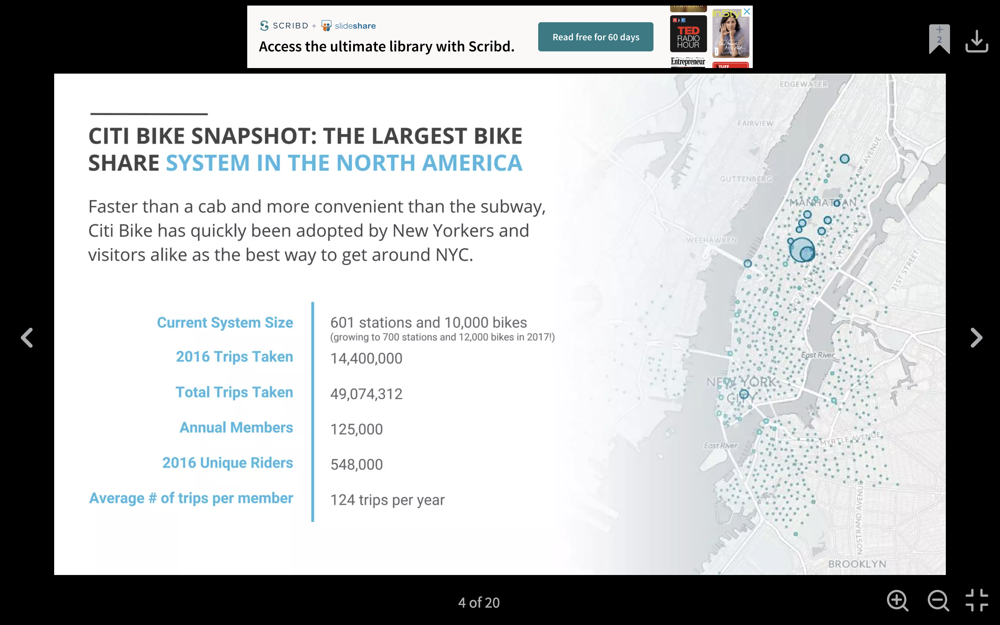 ISAACSON
SCRIBD + slideshare
Access the ultimate library with Scribd.
Read free for 60 days
npr
TED
RADIO
HOUR
InSty
Challenge
Accepted
Entrepreneur
STUFF
+
2
CITI BIKE SNAPSHOT: THE LARGEST BIKE
SHARE SYSTEM IN THE NORTH AMERICA
Faster than a cab and more convenient than the subway,
Citi Bike has quickly been adopted by New Yorkers and
visitors alike as the best way to get around NYC.
Current System Size 601 stations and 10,000 bikes
(growing to 700 stations and 12,000 bikes in 2017!)
2016 Trips Taken 14,400,000
Total Trips Taken 49,074,312
Annual Members 125,000
2016 Unique Riders 548,000
Average # of trips per member 124 trips per year
EDGEWATER
FAIRVIEW
PARK AVENUE
GUTTENBERG
MANHATTAN
YORK AVENUE
WEEHAWKEN
31ST STREET
East River
NEW YORK
CITY
MYRTLE AVENUE
East River
NOSTRAND AVENUE
BROOKLYN
4 of 20